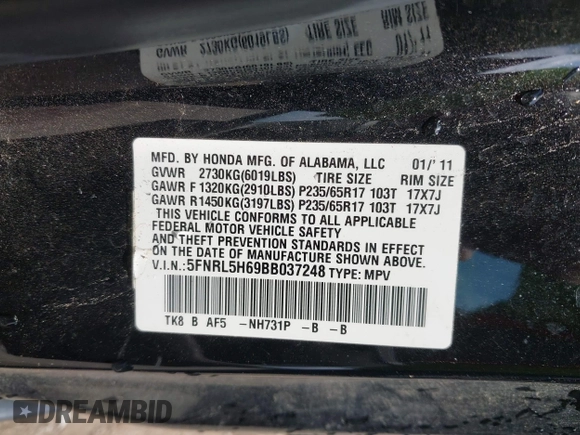 MFD. BY HONDA MFG. OF ALABAMA, LLC 01/'11
GVWR 2730KG(6019LBS) TIRE SIZE RIM SIZE
GAWR F 1320KG(2910LBS) P235/65R17 103T 17X7J
GAWR R1450KG(3197LBS) P235/65R17 103T 17X7J
THIS VEHICLE CONFORMS TO ALL APPLICABLE
FEDERAL MOTOR VEHICLE SAFETY
AND THEFT PREVENTION STANDARDS IN EFFECT
ON THE DATE OF MANUFACTURE SHOWN ABOVE.
V.I.N.:5FNRL5H69BB037248 TYPE: MPV
TK8 B AF5 -NH731P -B -B
DREAMBID